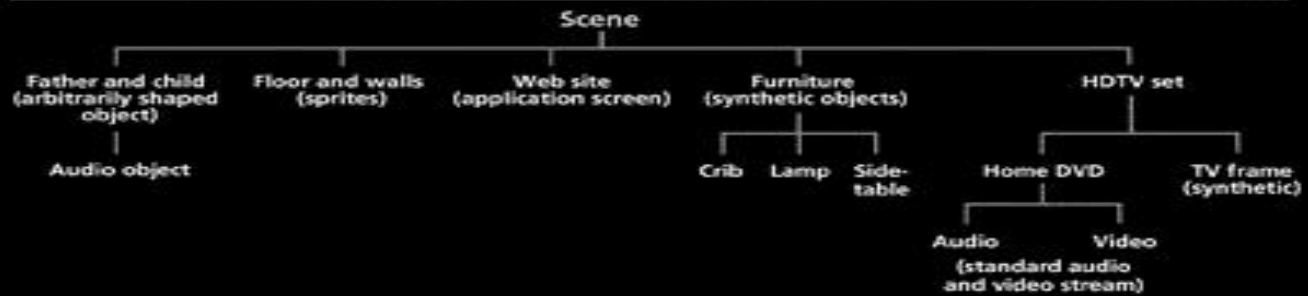 Scene
Father and child
(arbitrarily shaped
object)
Floor and walls
(sprites)
Web site
(application screen)
Furniture
(synthetic objects)
HDTV set
Audio object
Crib
Lamp
Side-
table
Home DVD
TV frame
(synthetic)
Audio
Video
(standard audio
and video stream)